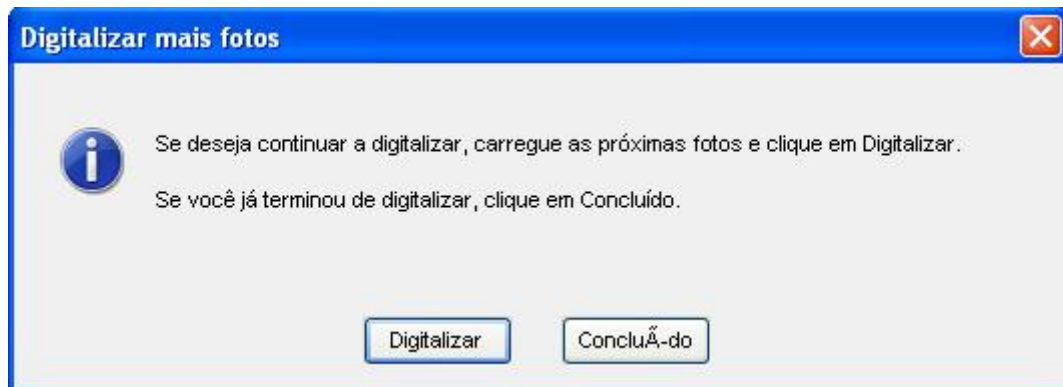 Digitalizar mais fotos
Se deseja continuar a digitalizar, carregue as próximas fotos e clique em Digitalizar.
Se você já terminou de digitalizar, clique em Concluído.
Digitalizar
ConcluÃ-do